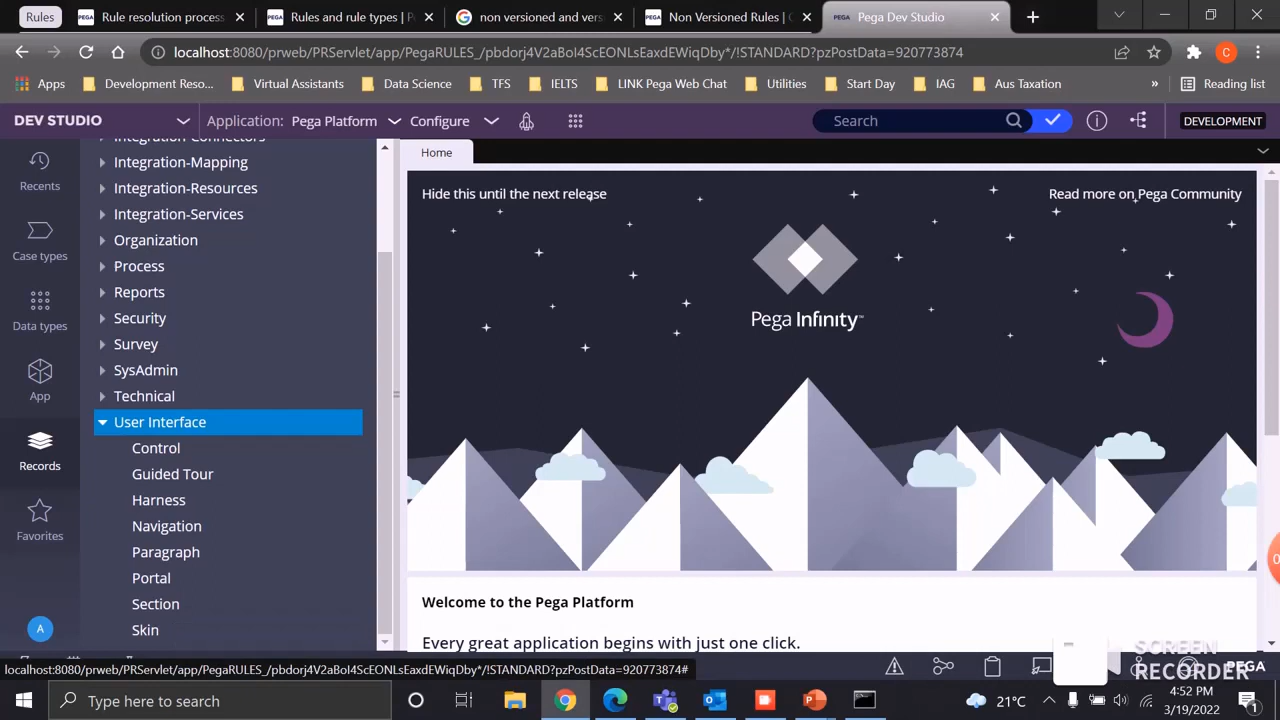 Rules
Rule resolution process
Rules and rule types | P
non versioned and vers
Non Versioned Rules | C
Pega Dev Studio
localhost:8080/prweb/PRServlet/app/PegaRULES_/pbdorj4V2a8ol4ScEONLsEaxdEWiqDby*/!STANDARD?pzPostData=920773874
C
Apps
Development Reso...
Virtual Assistants
Data Science
TFS
IELTS
LINK Pega Web Chat
Utilities
Start Day
IAG
Aus Taxation
»
Reading list
DEV STUDIO
Application: Pega Platform
Configure
Search
DEVELOPMENT
Recents
Case types
Data types
App
Records
Favorites
A
Integration-Connectors
Integration-Mapping
Integration-Resources
Integration-Services
Organization
Process
Reports
Security
Survey
SysAdmin
Technical
User Interface
Control
Guided Tour
Harness
Navigation
Paragraph
Portal
Section
Skin
Home
Hide this until the next release
Read more on Pega Community
Pega Infinity™
Welcome to the Pega Platform
Every great application begins with just one click.
localhost:8080/prweb/PRServlet/app/PegaRULES_/pbdorj4V2a8ol4ScEONLsEaxdEWiqDby*/!STANDARD?pzPostData=920773874#
SCREEN
RECORDER
PEGA
Type here to search
21°C
4:52 PM
3/19/2022
1